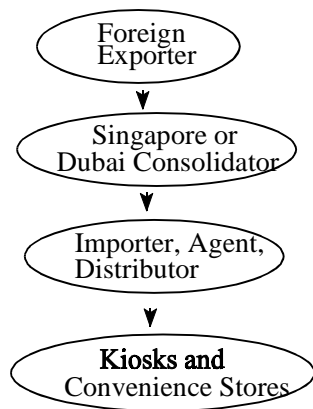 Foreign
Exporter
Singapore or
Dubai Consolidator
Importer, Agent,
Distributor
Kiosks and
Convenience Stores